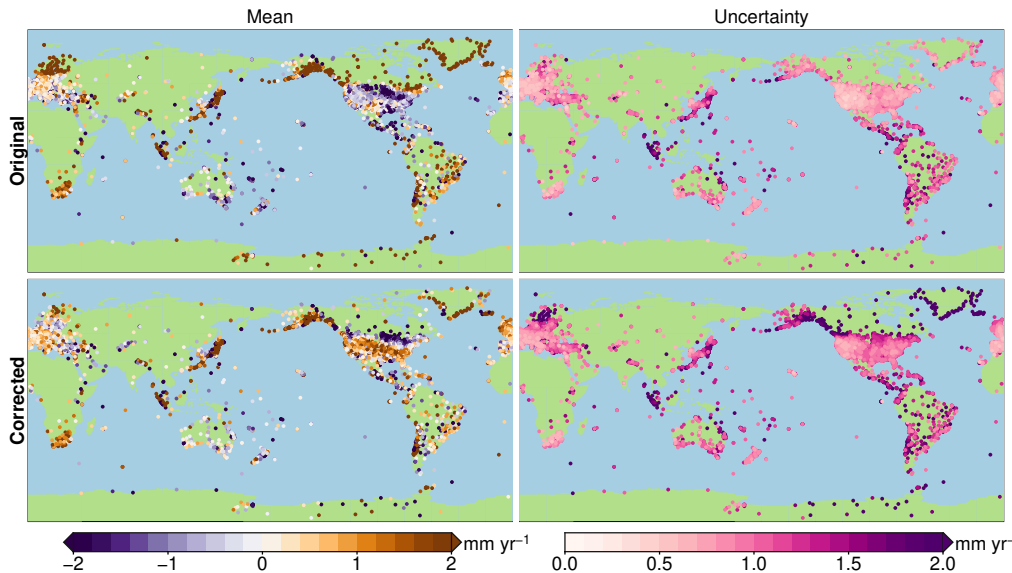 Mean Uncertainty
Original
Corrected
−2 −1 0 1 2 mm yr⁻¹
0.0 0.5 1.0 1.5 2.0 mm yr⁻¹